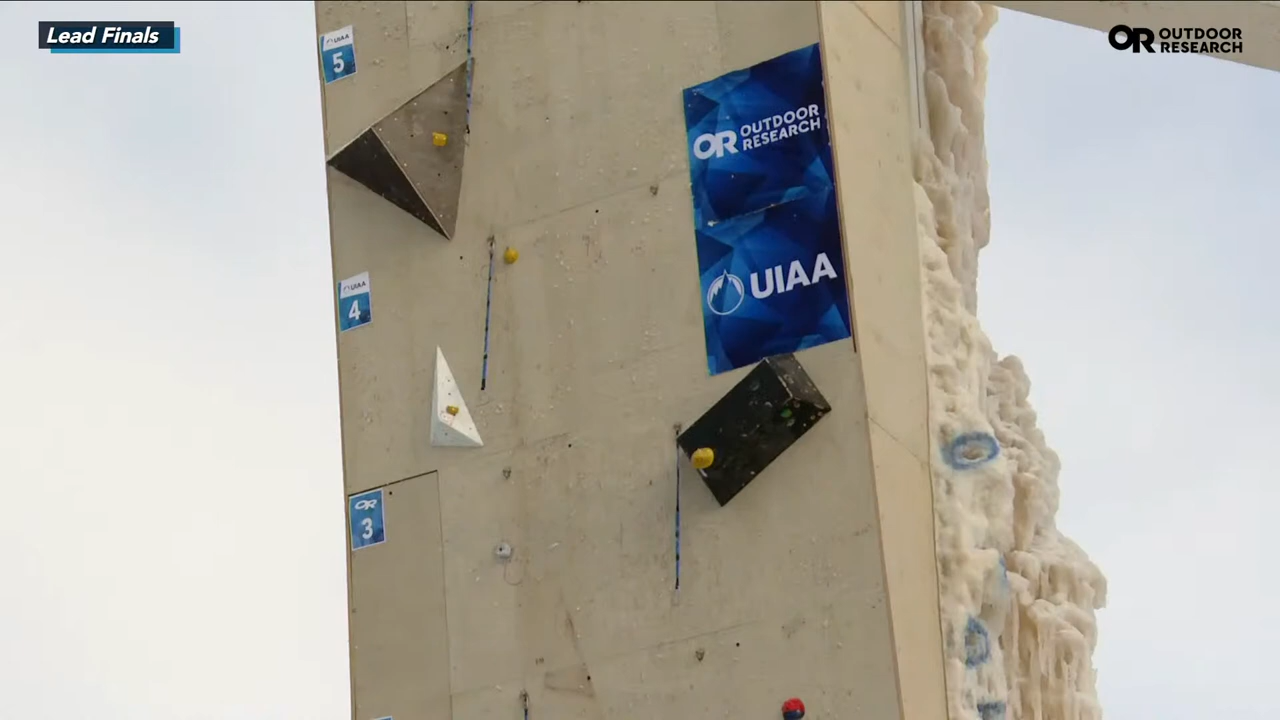 Lead Finals
OR OUTDOOR
RESEARCH
UIAA
5
OR OUTDOOR
RESEARCH
UIAA
UIAA
4
OR
3